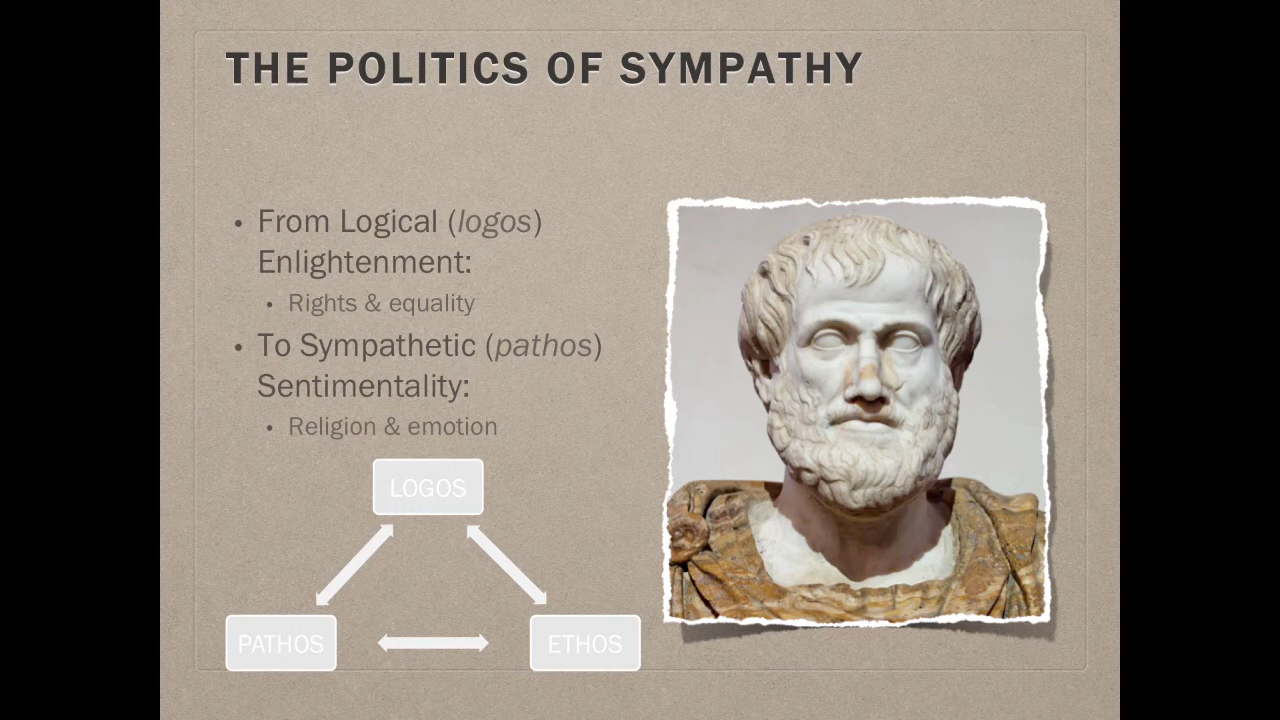 THE POLITICS OF SYMPATHY
• From Logical (logos)
Enlightenment:
• Rights & equality
• To Sympathetic (pathos)
Sentimentality:
• Religion & emotion
LOGOS
PATHOS
ETHOS